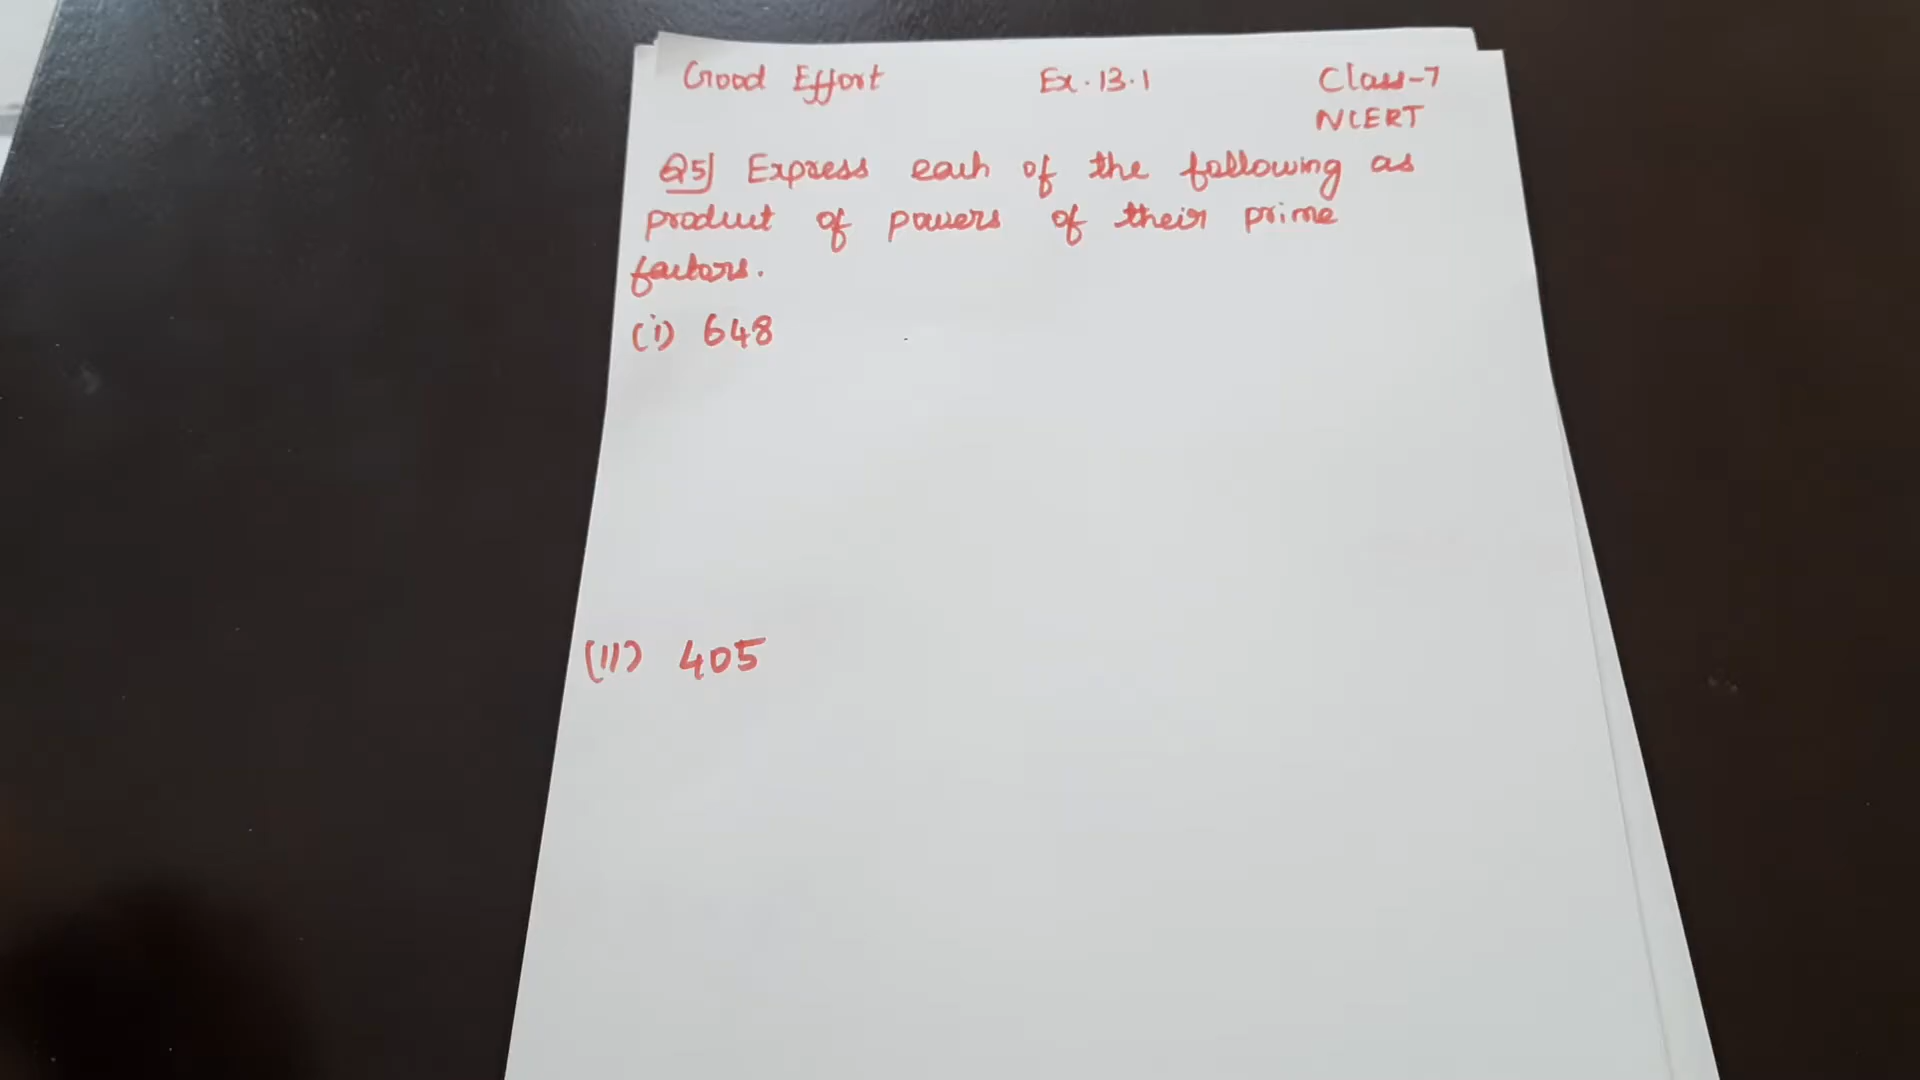 Good Effort Ex. 13.1 Class-7
NCERT
Q5] Express each of the following as
product of powers of their prime
factors.
(i) 648
(ii) 405